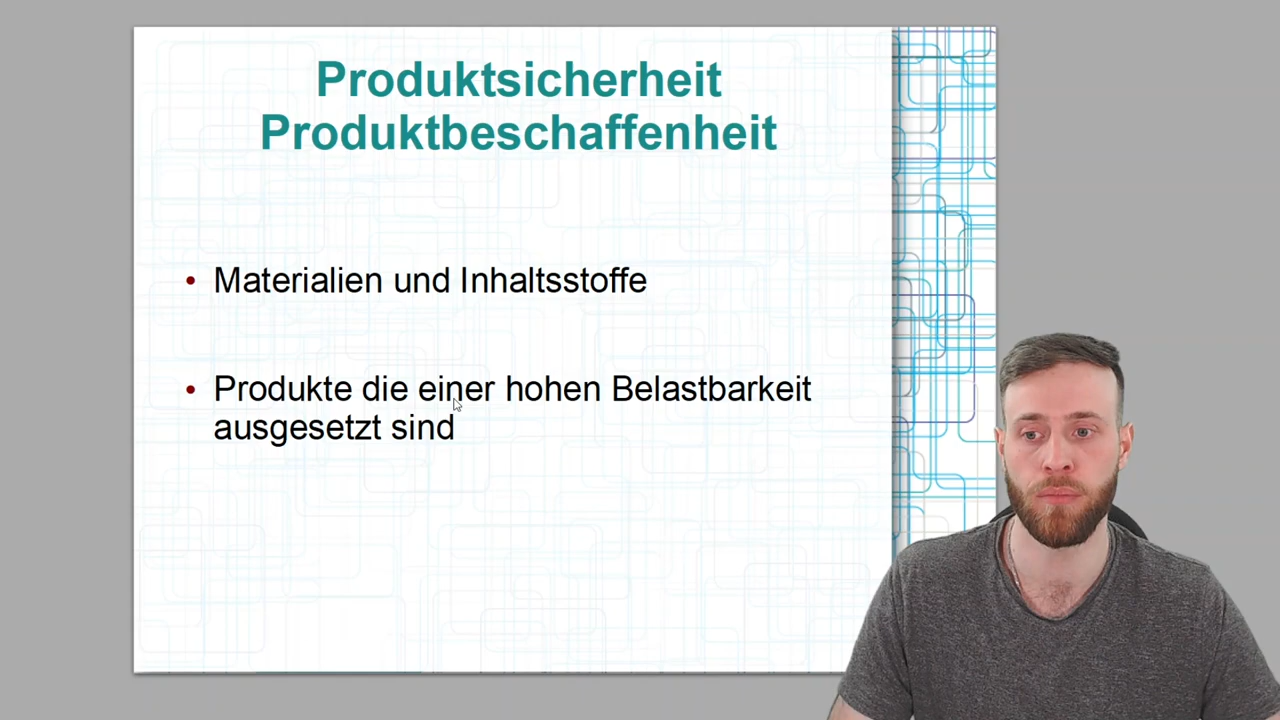 Produktsicherheit
Produktbeschaffenheit
• Materialien und Inhaltsstoffe
• Produkte die einer hohen Belastbarkeit
ausgesetzt sind